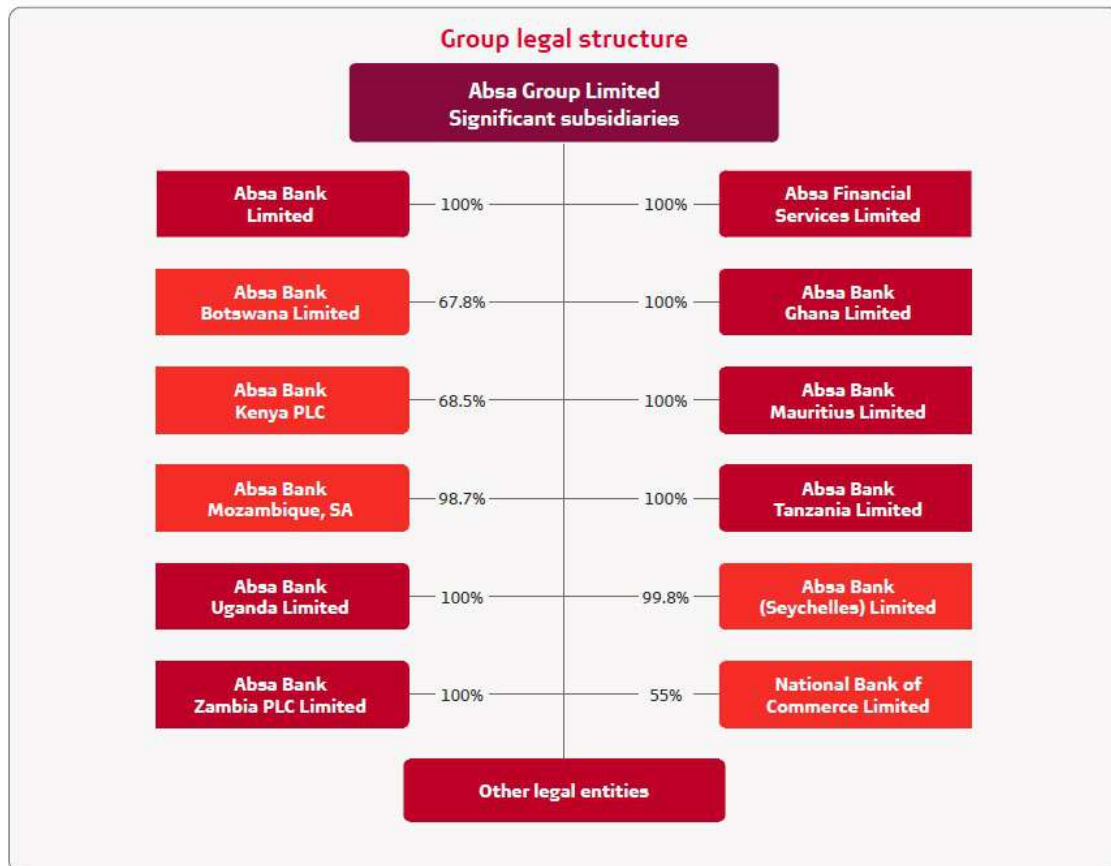 Group legal structure
Absa Group Limited
Significant subsidiaries
Absa Bank
Limited
100%
100%
Absa Financial
Services Limited
Absa Bank
Botswana Limited
67.8%
100%
Absa Bank
Ghana Limited
Absa Bank
Kenya PLC
68.5%
100%
Absa Bank
Mauritius Limited
Absa Bank
Mozambique, SA
98.7%
100%
Absa Bank
Tanzania Limited
Absa Bank
Uganda Limited
100%
99.8%
Absa Bank
(Seychelles) Limited
Absa Bank
Zambia PLC Limited
100%
55%
National Bank of
Commerce Limited
Other legal entities